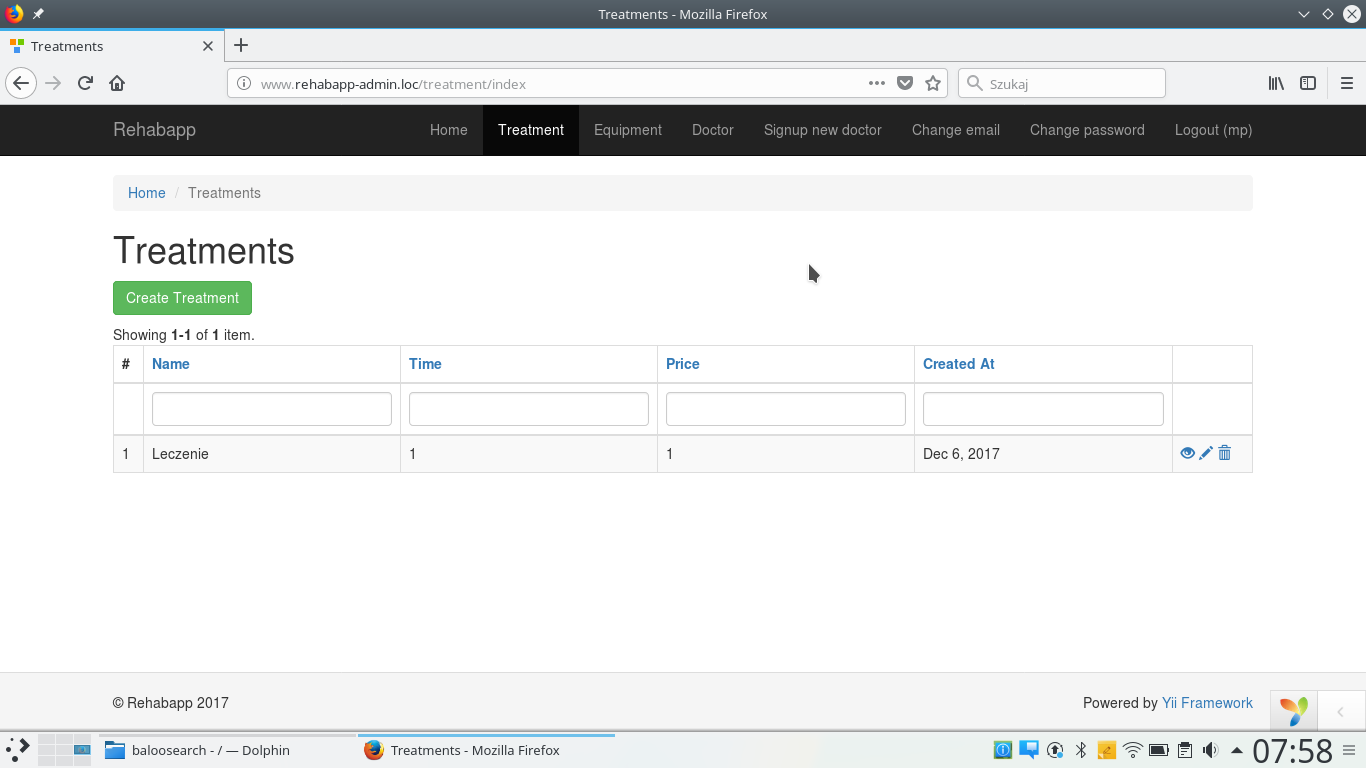 Treatments - Mozilla Firefox
Treatments
www.rehabapp-admin.loc/treatment/index
Szukaj
Rehabapp Home Treatment Equipment Doctor Signup new doctor Change email Change password Logout (mp)
Home / Treatments
Treatments
Create Treatment
Showing 1-1 of 1 item.
# Name Time Price Created At
1 Leczenie 1 1 Dec 6, 2017
© Rehabapp 2017 Powered by Yii Framework
baloosearch - / — Dolphin Treatments - Mozilla Firefox 07:58